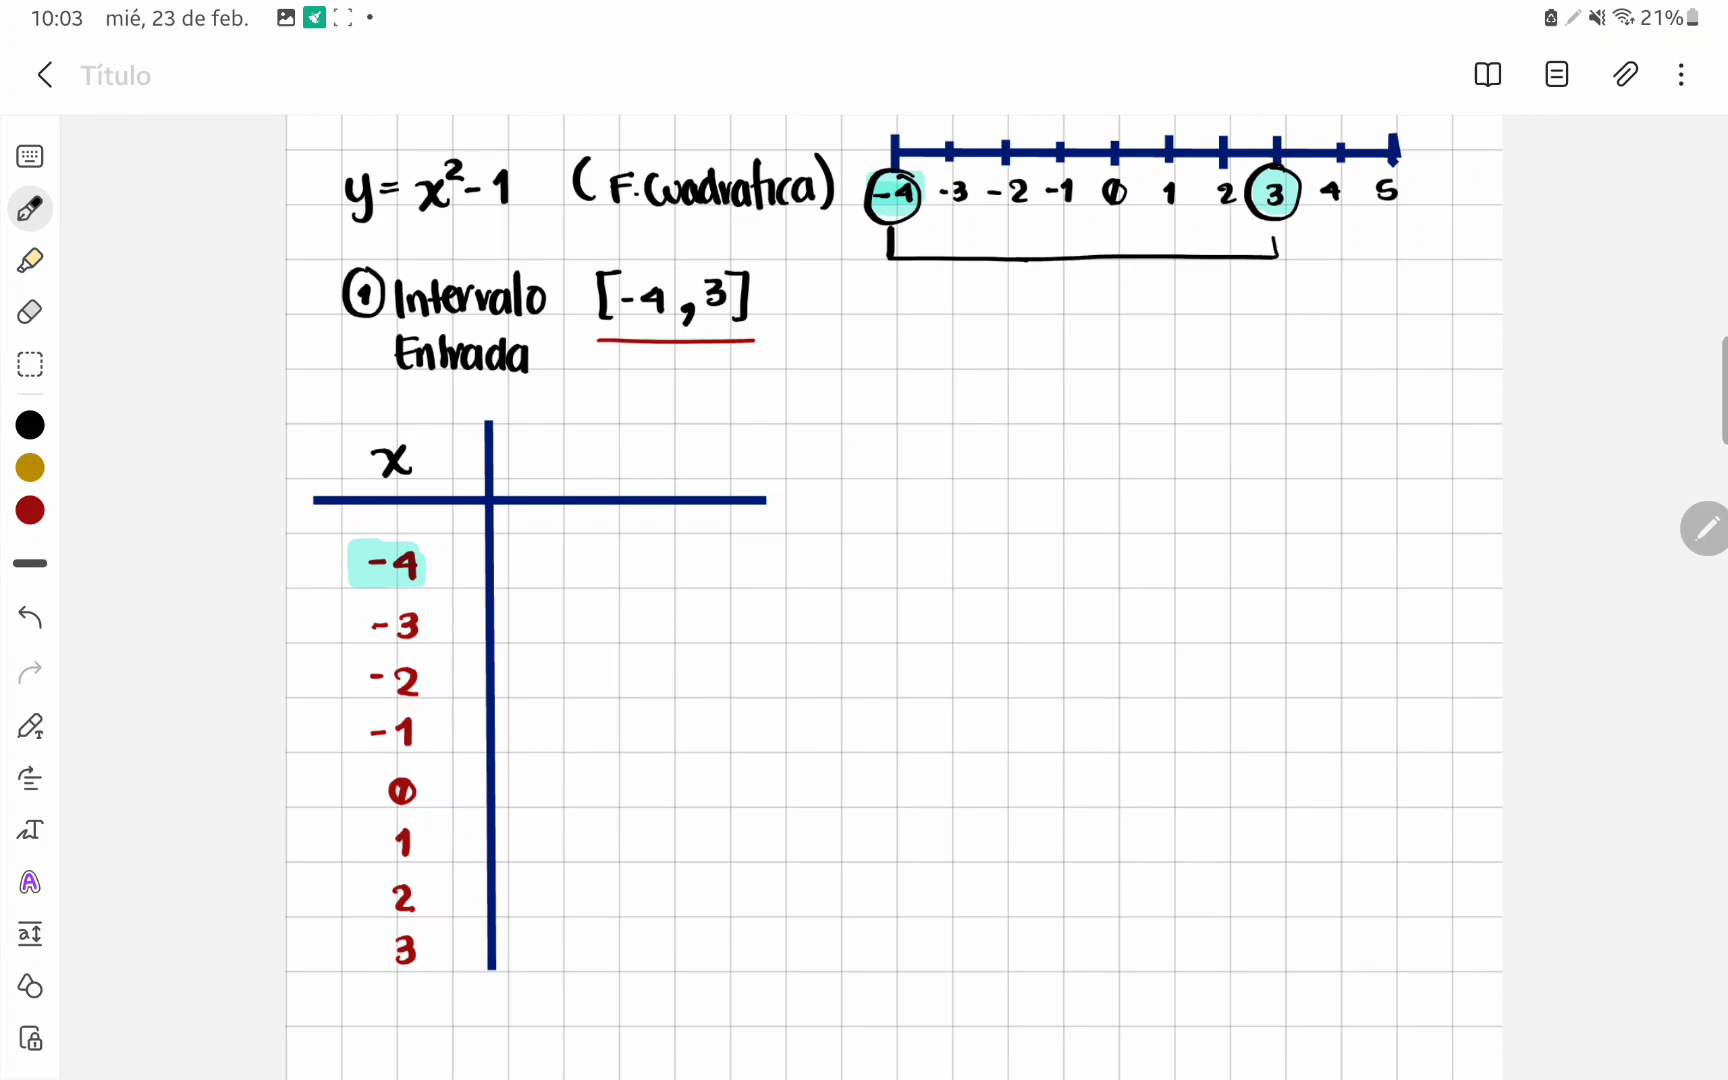 10:03 mié, 23 de feb.
21%
Título
y = x² - 1 (F. Cuadratica)
-4 -3 -2 -1 0 1 2 3 4 5
① Intervalo [-4, 3]
Entrada
x
-4
-3
-2
-1
0
1
2
3